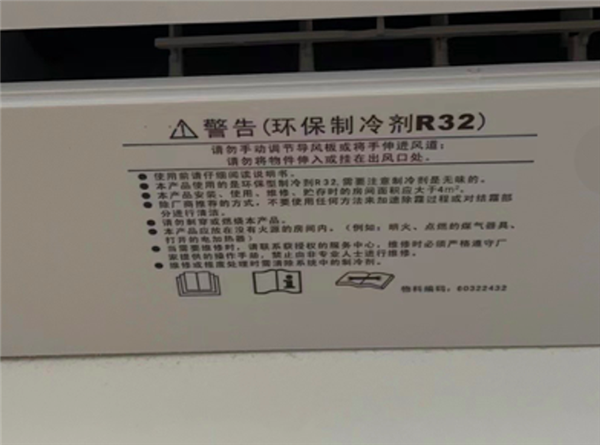 警告(环保制冷剂R32)
请勿手动调节导风板或将手伸进风道;
请勿将物件伸入或挂在出风口处。
● 使用前请仔细阅读说明书。
● 本产品使用的是环保型制冷剂R32,需要注意制冷剂是无味的。
● 本产品安装、使用、维修、贮存时的房间面积应大于4m²。
● 除厂商推荐的方式,不要使用任何方法来加速除霜过程或对结霜部
分进行清洁。
● 请勿刺穿或燃烧本产品。
● 本产品应放在没有火源的房间内。(例如:明火、点燃的煤气器具、
打开的电加热器)
● 当需要维修时,请联系获授权的服务中心,维修时必须严格遵守厂
家提供的操作手册,禁止由非专业人士进行维修。
● 维修或报废处理时需清除系统中的制冷剂。
物料编码:60322432